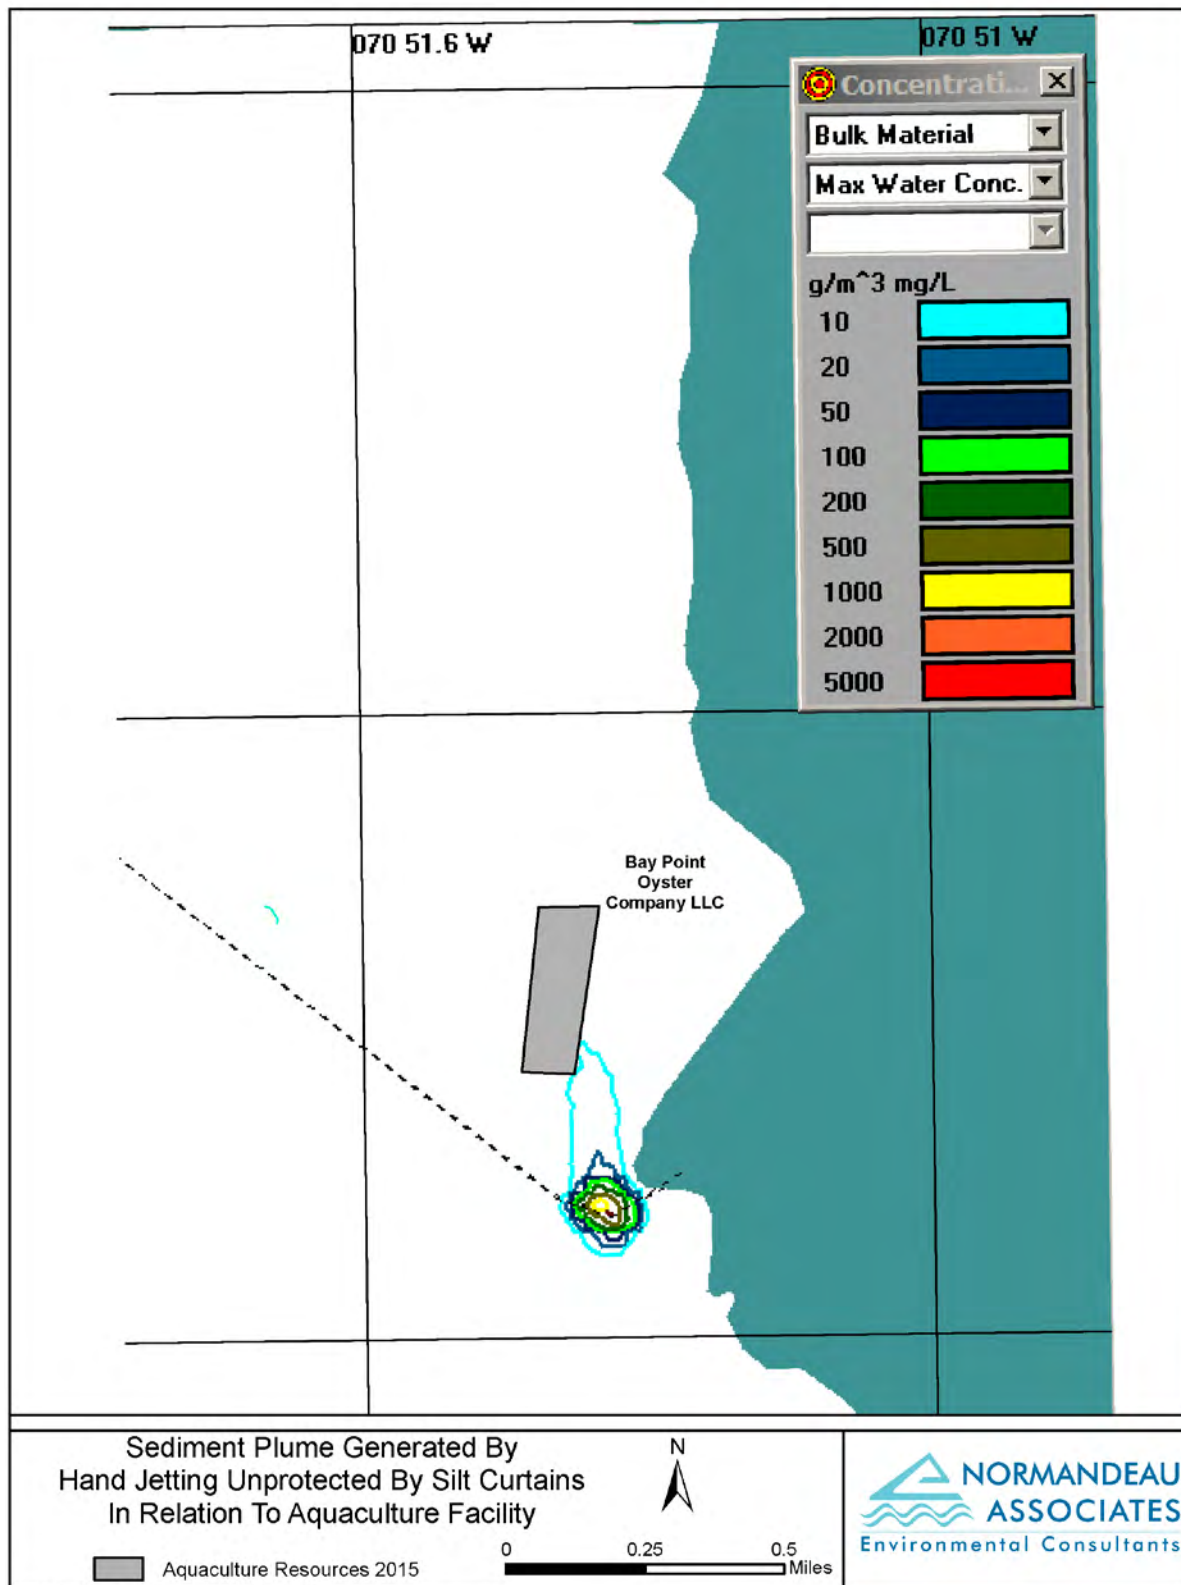 070 51.6 W
070 51 W
Concentrati...
Bulk Material
Max Water Conc.
g/m^3 mg/L
10
20
50
100
200
500
1000
2000
5000
Bay Point
Oyster
Company LLC
Sediment Plume Generated By
Hand Jetting Unprotected By Silt Curtains
In Relation To Aquaculture Facility
Aquaculture Resources 2015
N
0 0.25 0.5
Miles
NORMANDEAU
ASSOCIATES
Environmental Consultants